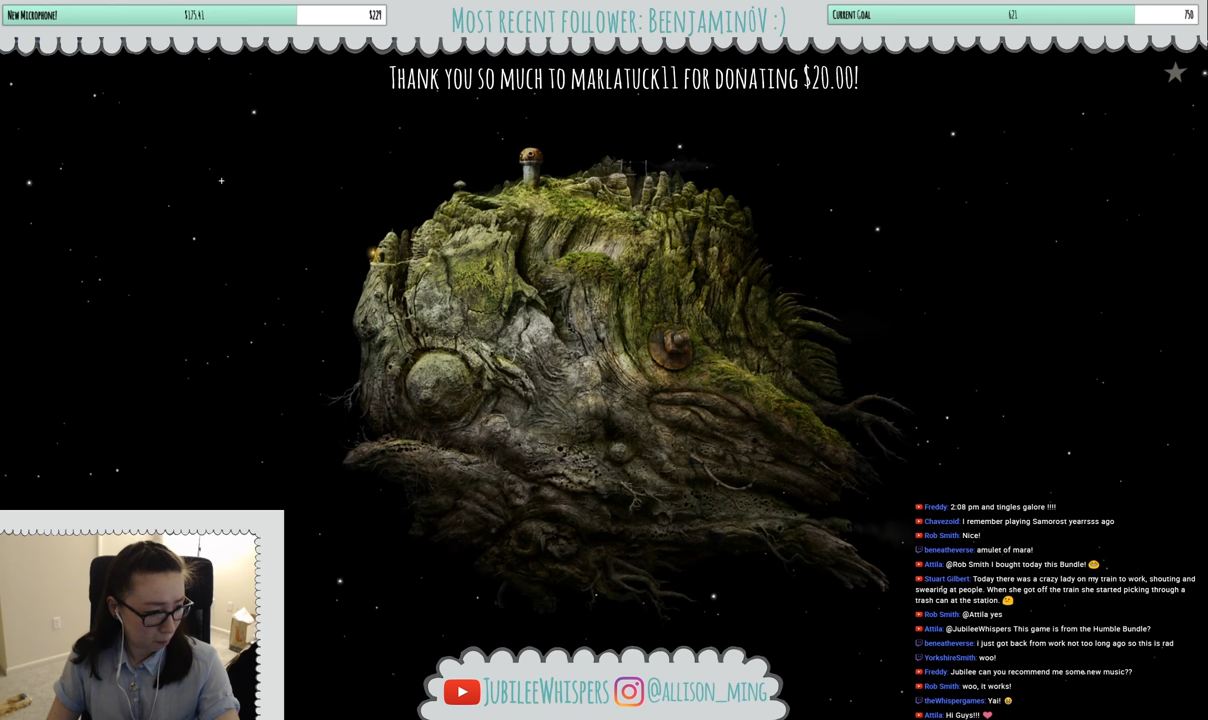 New Microphone! $175.41 $229
Most recent follower: BeenjaminÖV :)
Current Goal 621 750
Thank you so much to marlatuck11 for donating $20.00!
Freddy: 2:08 pm and tingles galore !!!!
Chavezoid: I remember playing Samorost yearrsss ago
Rob Smith: Nice!
beneatheverse: amulet of mara!
Attila: @Rob Smith I bought today this Bundle!
Stuart Gilbert: Today there was a crazy lady on my train to work, shouting and
swearing at people. When she got off the train she started picking through a
trash can at the station.
Rob Smith: @Attila yes
Attila: @JubileeWhispers This game is from the Humble Bundle?
beneatheverse: i just got back from work not too long ago so this is rad
YorkshireSmith: woo!
Freddy: Jubilee can you recommend me some new music??
Rob Smith: woo, it works!
theWhispergames: Yai!
Attila: Hi Guys!!!
JubileeWhispers @allison_ming